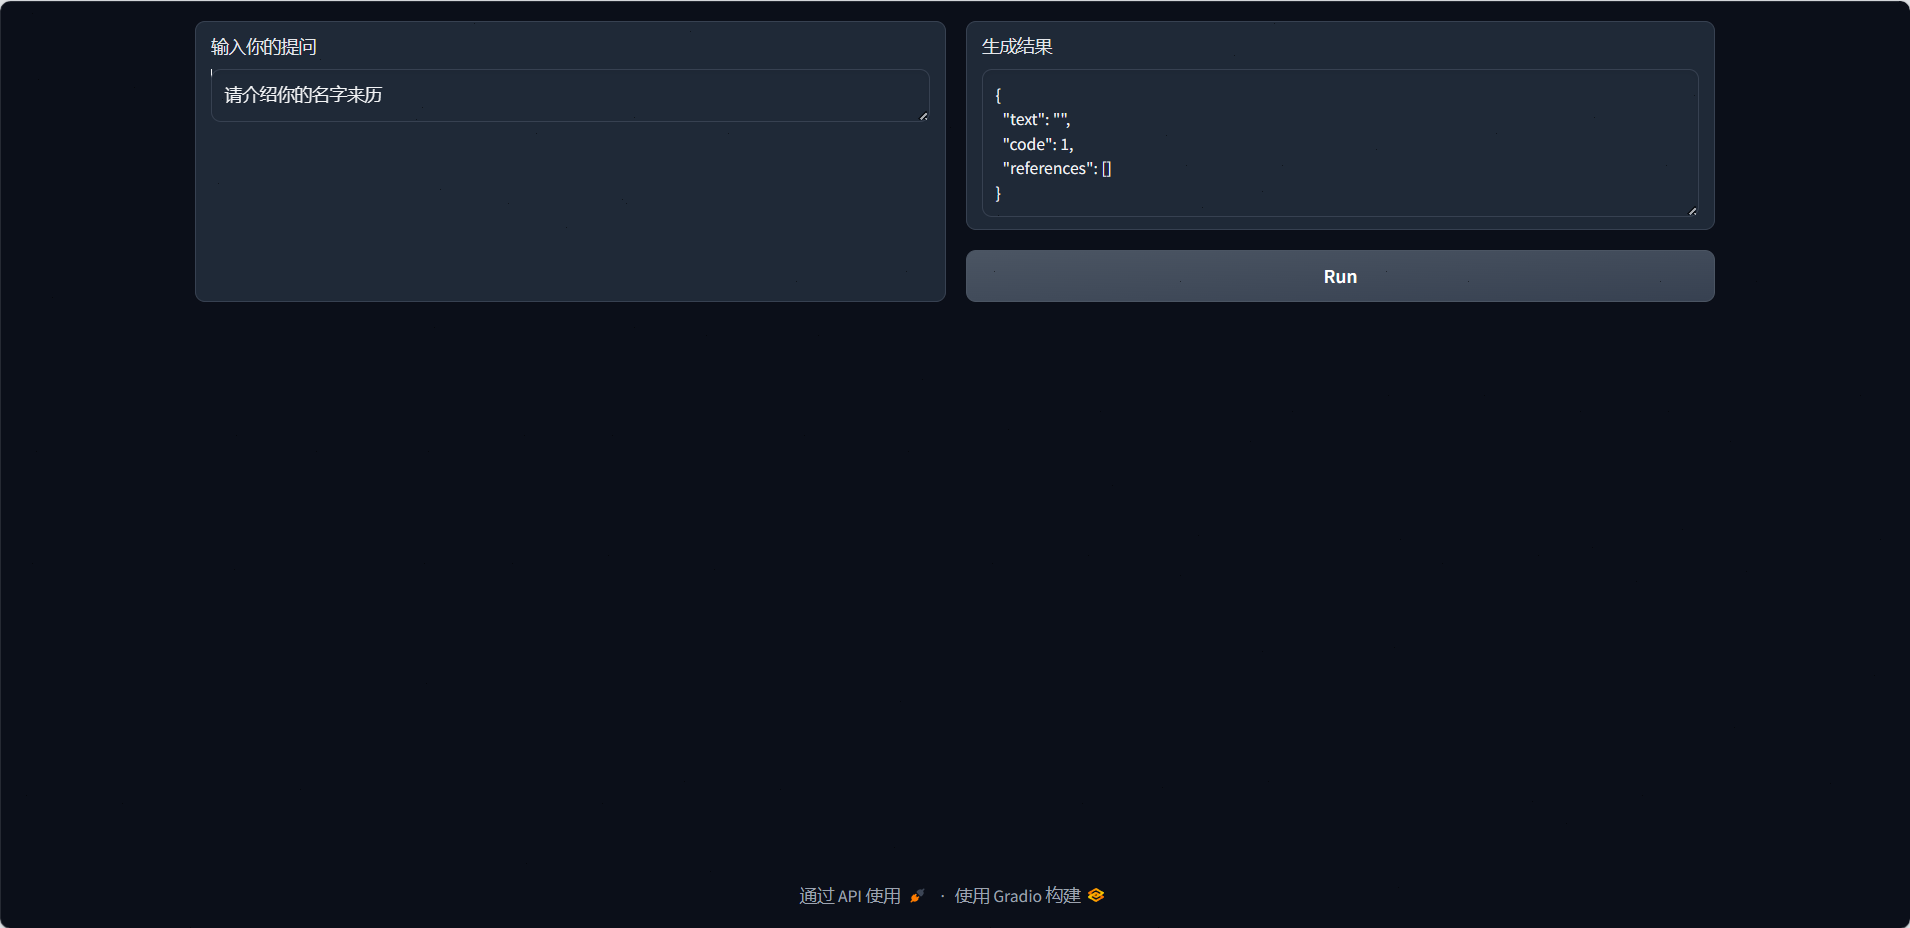 输入你的提问
请介绍你的名字来历
生成结果
{
"text": "",
"code": 1,
"references": []
}
Run
通过 API 使用 · 使用 Gradio 构建